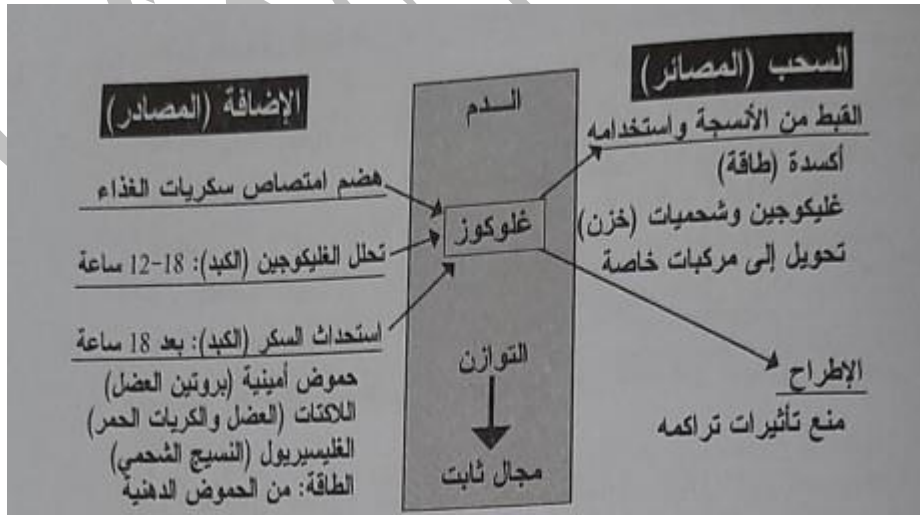 السحب (المصائر)
القبط من الأنسجة واستخدامه
أكسدة (طاقة)
غليكوجين وشحميات (خزن)
تحويل إلى مركبات خاصة
الإطراح
منع تأثيرات تراكمه
الـدم
غلوكوز
التوازن
مجال ثابت
الإضافة (المصادر)
هضم امتصاص سكريات الغذاء
تحلل الغليكوجين (الكبد): 12-18 ساعة
استحداث السكر (الكبد): بعد 18 ساعة
حموض أمينية (بروتين العضل)
اللاكتات (العضل والكريات الحمر)
الغليسيريول (النسيج الشحمي)
الطاقة: من الحموض الدهنية